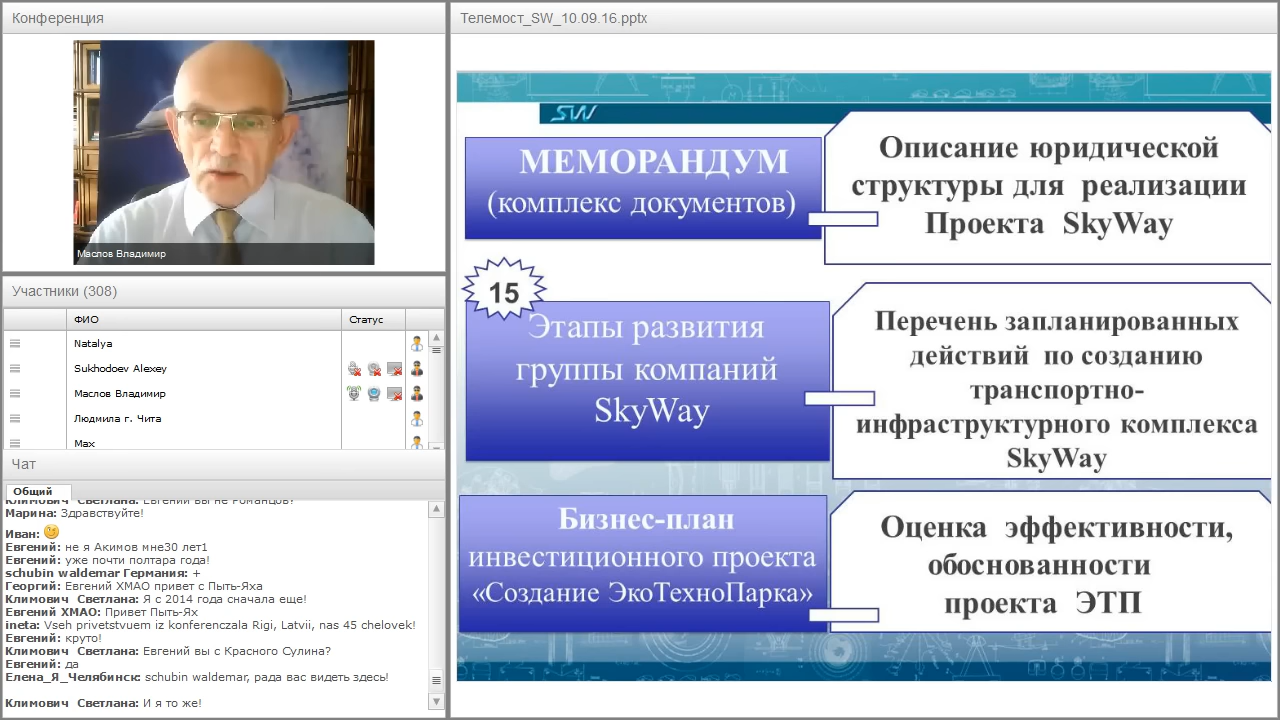 Конференция
Маслов Владимир
Участники (308)
ФИО Статус
Natalya
Sukhodoev Alexey
Маслов Владимир
Людмила г. Чита
Max
Чат
Общий
Климович Светлана: Евгений вы не Романцов?
Марина: Здравствуйте!
Иван:
Евгений: не я Акимов мне30 лет1
Евгений: уже почти полтара года!
schubin waldemar Германия: +
Георгий: Евгений ХМАО привет с Пыть-Яха
Климович Светлана: Я с 2014 года сначала еще!
Евгений ХМАО: Привет Пыть-Ях
ineta: Vseh privetstvuem iz konferenczala Rigi, Latvii, nas 45 chelovek!
Евгений: круто!
Климович Светлана: Евгений вы с Красного Сулина?
Евгений: да
Елена_Я_Челябинск: schubin waldemar, рада вас видеть здесь!
Климович Светлана: И я то же!
Телемост_SW_10.09.16.pptx
SW
МЕМОРАНДУМ
(комплекс документов)
Описание юридической
структуры для реализации
Проекта SkyWay
15
Этапы развития
группы компаний
SkyWay
Перечень запланированных
действий по созданию
транспортно-
инфраструктурного комплекса
SkyWay
Бизнес-план
инвестиционного проекта
«Создание ЭкоТехноПарка»
Оценка эффективности,
обоснованности
проекта ЭТП